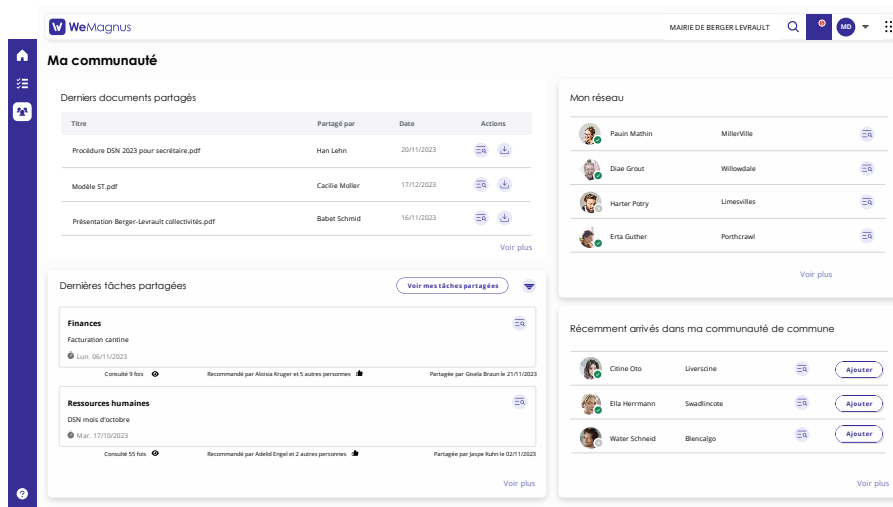 WeMagnus
MAIRIE DE BERGER LEVRAULT
MD
Ma communauté
Derniers documents partagés
Titre Partagé par Date Actions
Procédure DSN 2023 pour secrétaire.pdf Han Lehn 20/11/2023
Modèle ST.pdf Cacilie Moller 17/12/2023
Présentation Berger-Levrault collectivités.pdf Babet Schmid 16/11/2023
Voir plus
Dernières tâches partagées
Voir mes tâches partagées
Finances
Facturation cantine
Lun. 06/11/2023
Consulté 9 fois Recommandé par Aloisia Kruger et 5 autres personnes Partagée par Gisela Braun le 21/11/2023
Ressources humaines
DSN mois d'octobre
Mar. 17/10/2023
Consulté 55 fois Recommandé par Adelid Engel et 2 autres personnes Partagée par Jaspe Kuhn le 02/11/2023
Voir plus
Mon réseau
Pauin Mathin MillerVille
Diae Grout Willowdale
Harter Potry Limesvilles
Erta Guther Porthcrawl
Voir plus
Récemment arrivés dans ma communauté de commune
Citine Oto Liverscine Ajouter
Ella Herrmann Swadlincote Ajouter
Water Schneid Blencalgo Ajouter
Voir plus